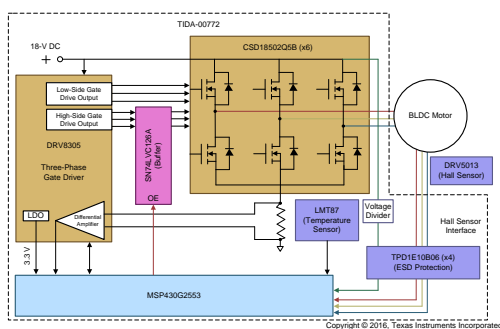 TIDA-00772
18-V DC
CSD18502Q5B (x6)
Low-Side Gate
Drive Output
High-Side Gate
Drive Output
DRV8305
Three-Phase
Gate Driver
SN74LVC126A
(Buffer)
OE
BLDC Motor
DRV5013
(Hall Sensor)
LDO
Differential
Amplifier
LMT87
(Temperature
Sensor)
Voltage
Divider
Hall Sensor
Interface
3.3 V
TPD1E10B06 (x4)
(ESD Protection)
MSP430G2553
Copyright © 2016, Texas Instruments Incorporated